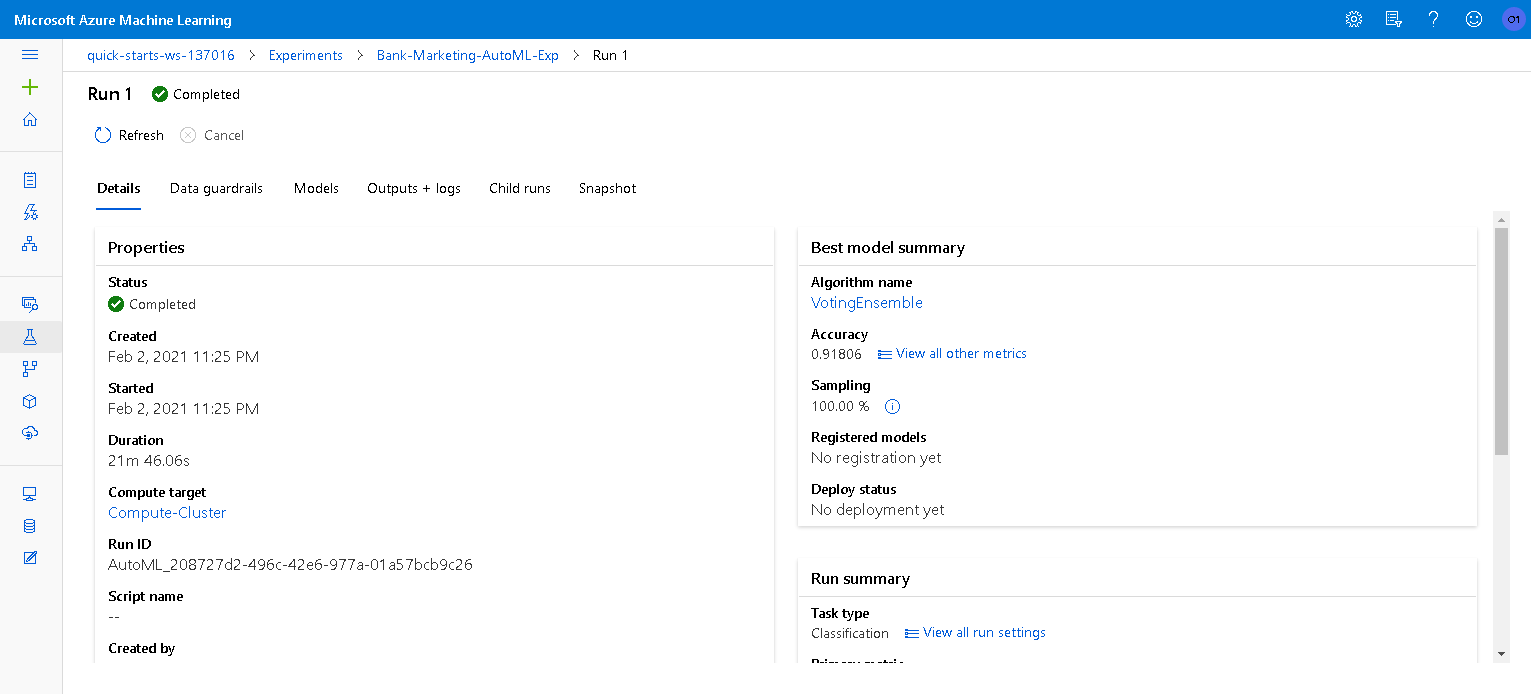 Microsoft Azure Machine Learning
O1
quick-starts-ws-137016 > Experiments > Bank-Marketing-AutoML-Exp > Run 1
Run 1 Completed
Refresh Cancel
Details Data guardrails Models Outputs + logs Child runs Snapshot
Properties
Status
Completed
Created
Feb 2, 2021 11:25 PM
Started
Feb 2, 2021 11:25 PM
Duration
21m 46.06s
Compute target
Compute-Cluster
Run ID
AutoML_208727d2-496c-42e6-977a-01a57bcb9c26
Script name
--
Created by
Best model summary
Algorithm name
VotingEnsemble
Accuracy
0.91806 View all other metrics
Sampling
100.00 %
Registered models
No registration yet
Deploy status
No deployment yet
Run summary
Task type
Classification View all run settings
Primary metric